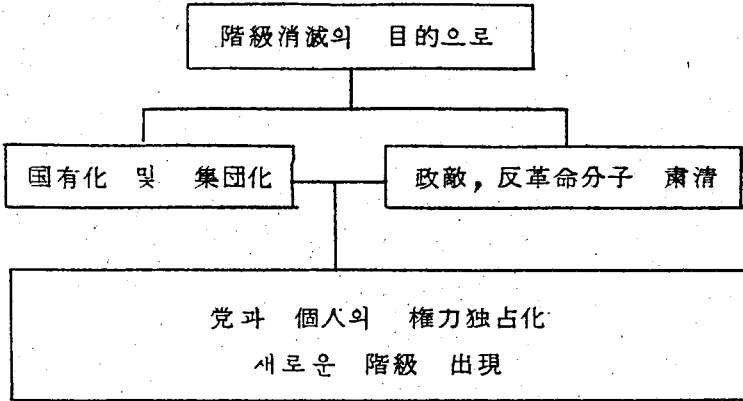 階級消滅의 目的으로
国有化 및 集団化
政敵, 反革命分子 粛清
党과 個人의 権力独占化
새로운 階級 出現